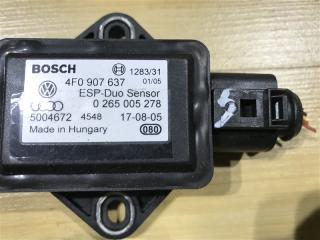 BOSCH 1283/31
4F0 907 637 01/05
ESP-Duo Sensor
0 265 005 278
5004672 4548 17-08-05
Made in Hungary 080